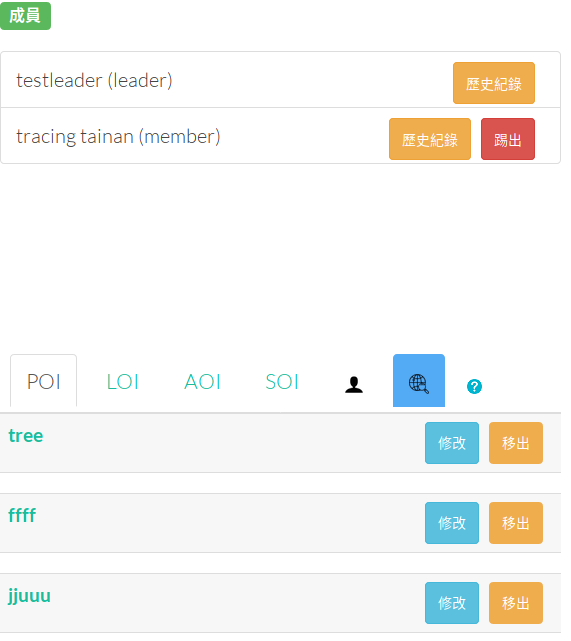 成員
testleader (leader) 歷史紀錄
tracing tainan (member) 歷史紀錄 踢出
POI LOI AOI SOI ?
tree 修改 移出
ffff 修改 移出
jjuuu 修改 移出